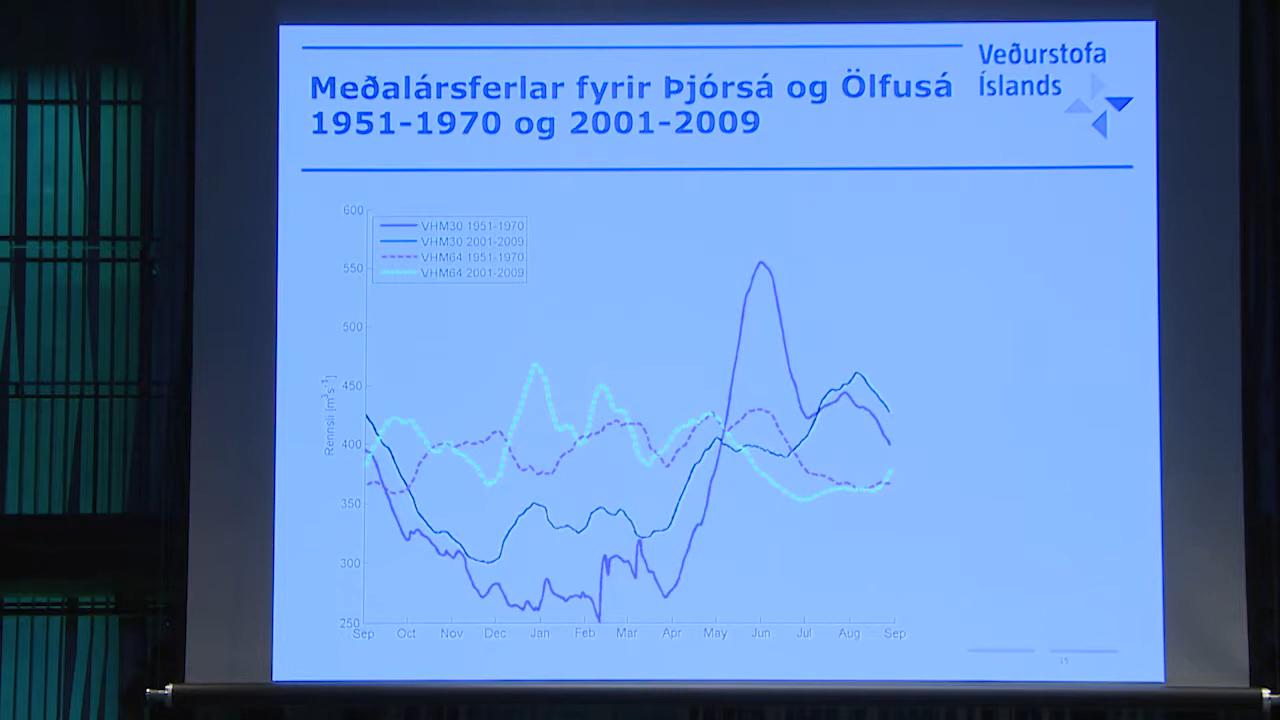 Veðurstofa
Íslands
Meðalársferlar fyrir Þjórsá og Ölfusá
1951-1970 og 2001-2009
600
550
500
450
400
350
300
250
Rennsli [m³s⁻¹]
VHM30 1951-1970
VHM30 2001-2009
VHM64 1951-1970
VHM64 2001-2009
Sep Oct Nov Dec Jan Feb Mar Apr May Jun Jul Aug Sep